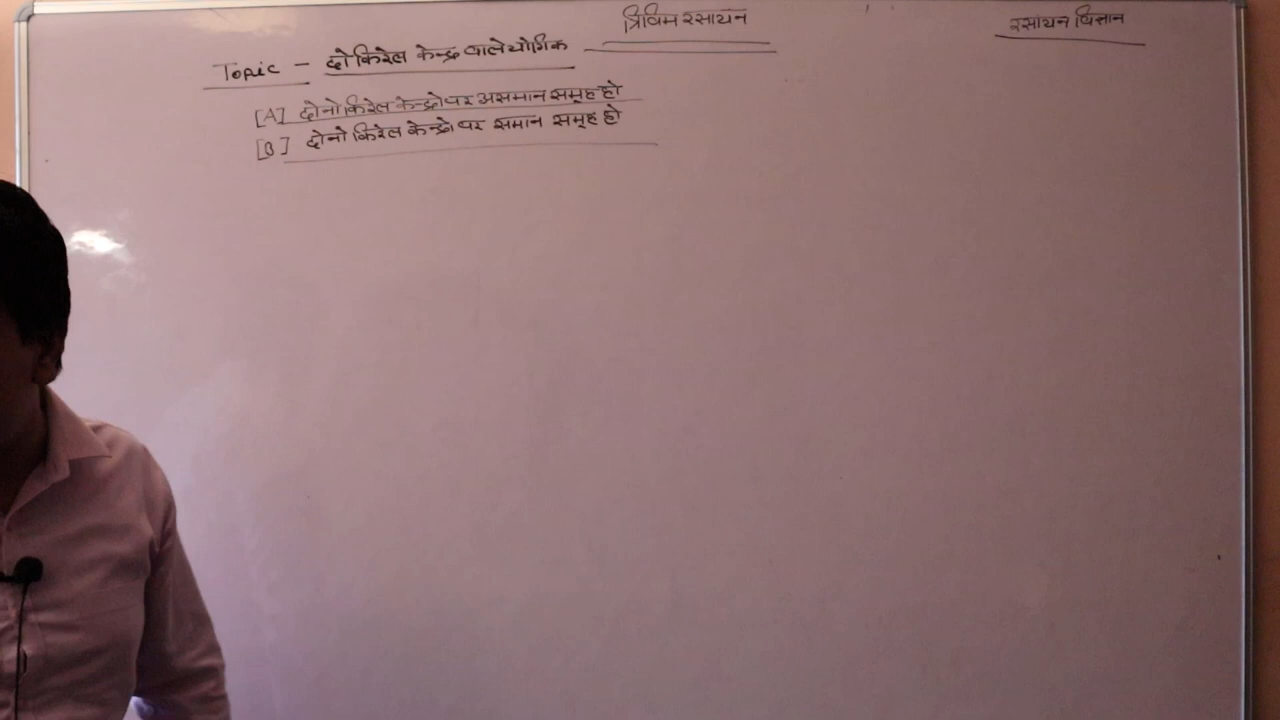 त्रिविम रसायन
रसायन विज्ञान
Topic - दो किरेल केन्द्र वाले यौगिक
[A] दोनो किरेल केन्द्रो पर असमान समूह हो
[B] दोनो किरेल केन्द्रो पर समान समूह हो